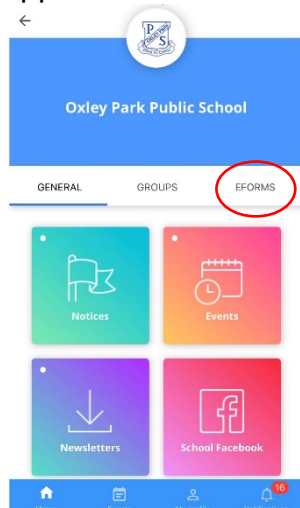 P S
Oxley Park Public School
GENERAL GROUPS EFORMS
Notices Events
Newsletters School Facebook
16